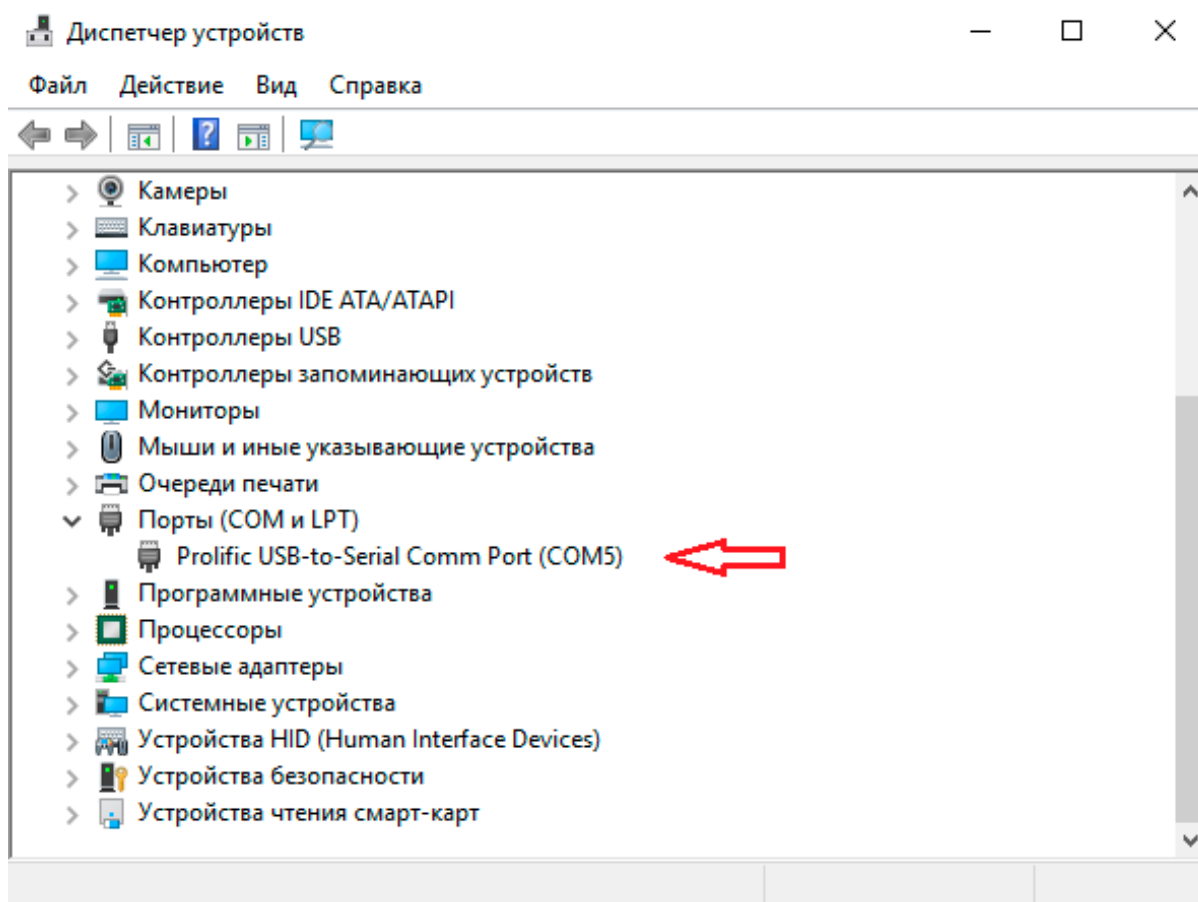 Диспетчер устройств
Файл Действие Вид Справка
?
Камеры
Клавиатуры
Компьютер
Контроллеры IDE ATA/ATAPI
Контроллеры USB
Контроллеры запоминающих устройств
Мониторы
Мыши и иные указывающие устройства
Очереди печати
Порты (COM и LPT)
Prolific USB-to-Serial Comm Port (COM5)
Программные устройства
Процессоры
Сетевые адаптеры
Системные устройства
Устройства HID (Human Interface Devices)
Устройства безопасности
Устройства чтения смарт-карт